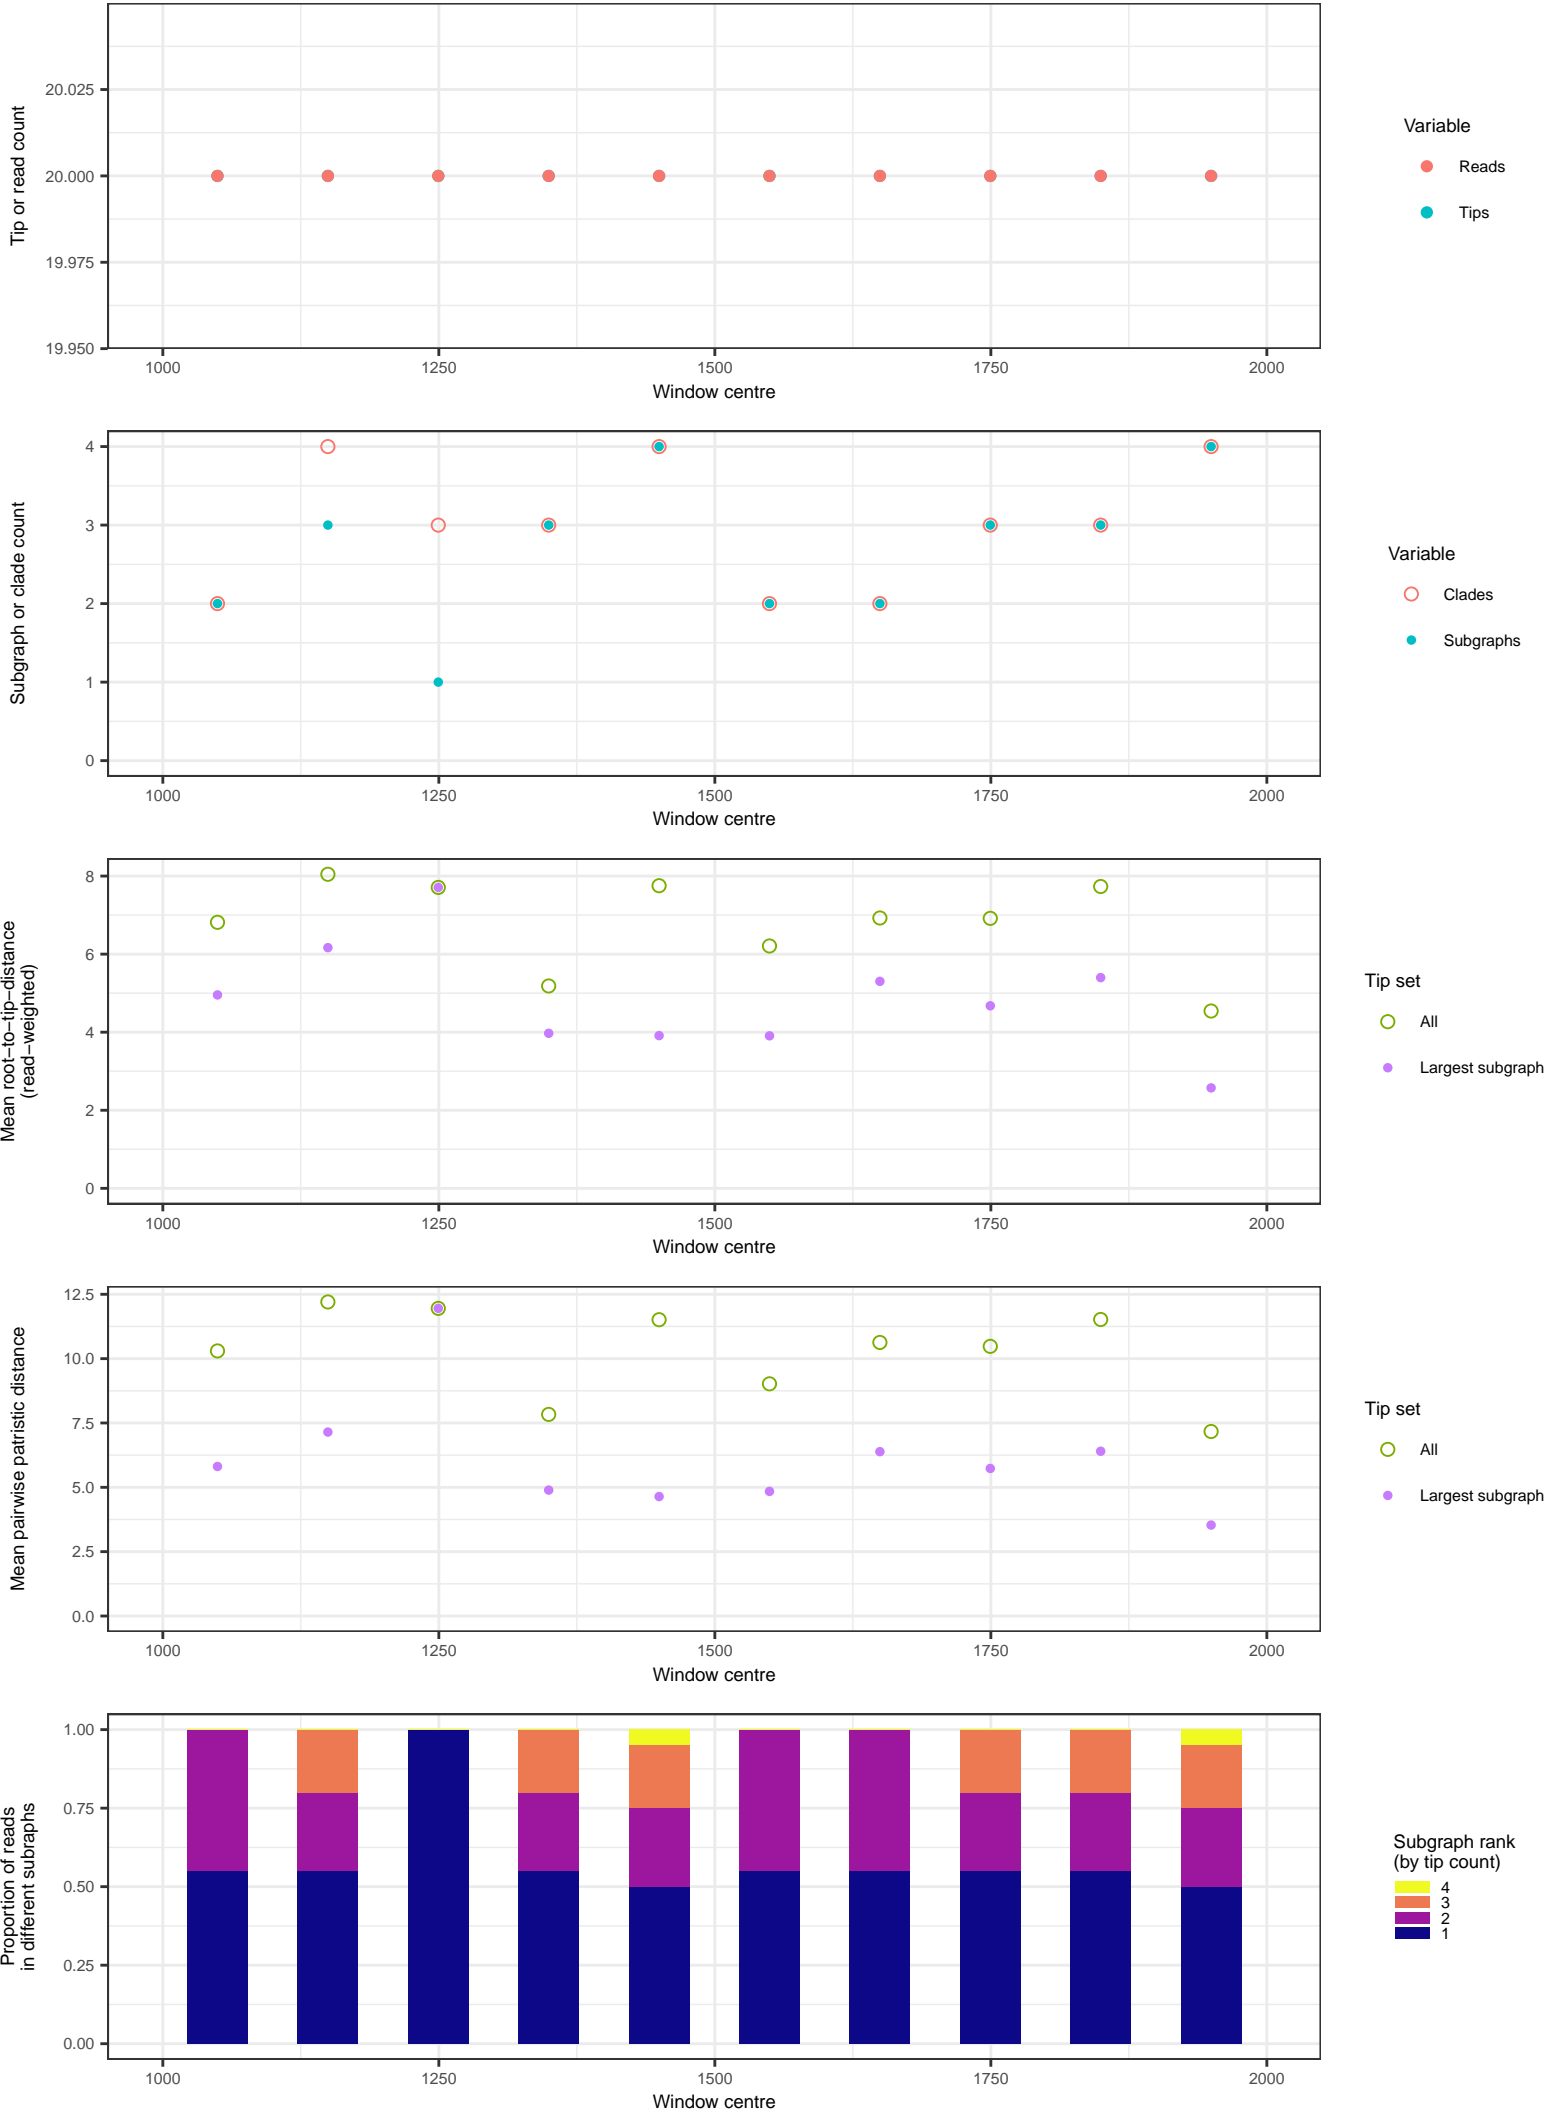 20.025
20.000
19.975
19.950
Tip or read count
1000 1250 1500 1750 2000
Window centre
Variable
Reads
Tips
4
3
2
1
0
Subgraph or clade count
1000 1250 1500 1750 2000
Window centre
Variable
Clades
Subgraphs
8
6
4
2
0
Mean root−to−tip−distance
(read−weighted)
1000 1250 1500 1750 2000
Window centre
Tip set
All
Largest subgraph
12.5
10.0
7.5
5.0
2.5
0.0
Mean pairwise patristic distance
1000 1250 1500 1750 2000
Window centre
Tip set
All
Largest subgraph
1.00
0.75
0.50
0.25
0.00
Proportion of reads
in different subraphs
1000 1250 1500 1750 2000
Window centre
Subgraph rank
(by tip count)
4
3
2
1